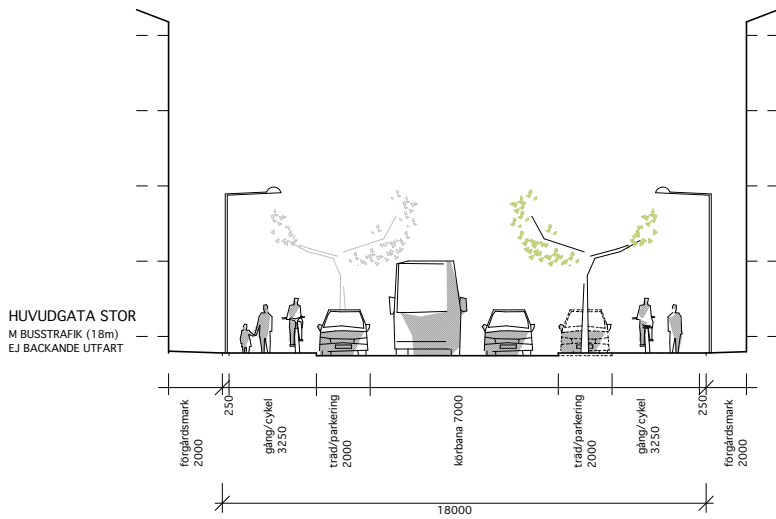 HUVUDGATA STOR
M BUSSTRAFIK (18m)
EJ BACKANDE UTFART
förgårdsmark
2000
250
gång/cykel
3250
träd/parkering
2000
körbana 7000
träd/parkering
2000
gång/cykel
3250
250
förgårdsmark
2000
18000